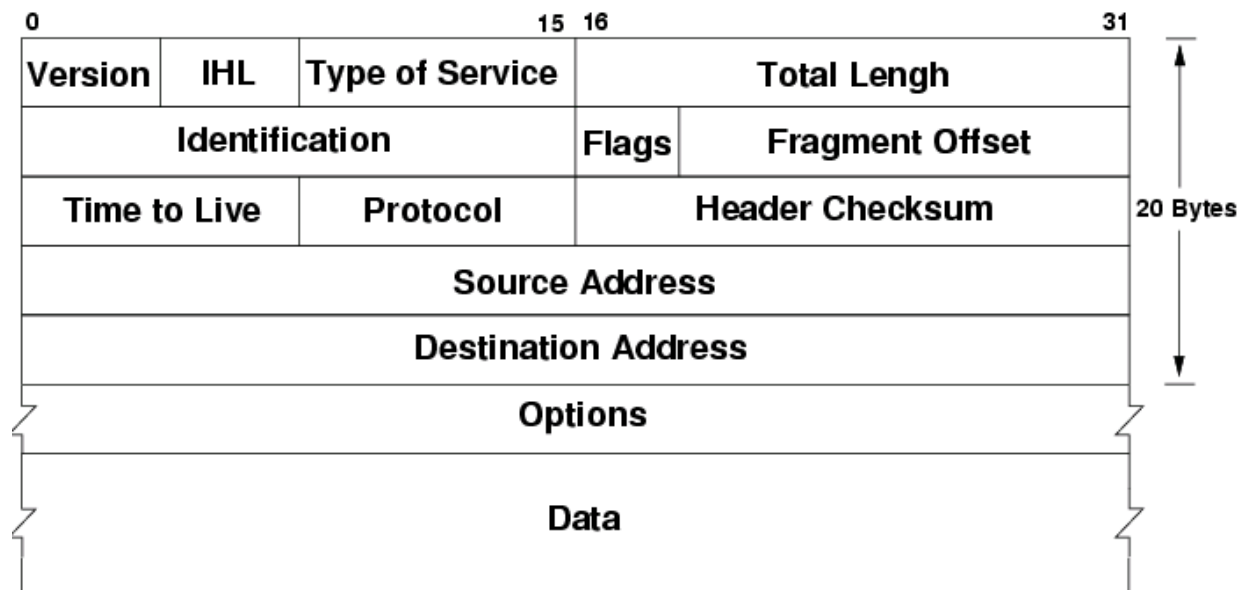 0 15 16 31
Version IHL Type of Service Total Lengh
Identification Flags Fragment Offset
Time to Live Protocol Header Checksum
20 Bytes
Source Address
Destination Address
Options
Data